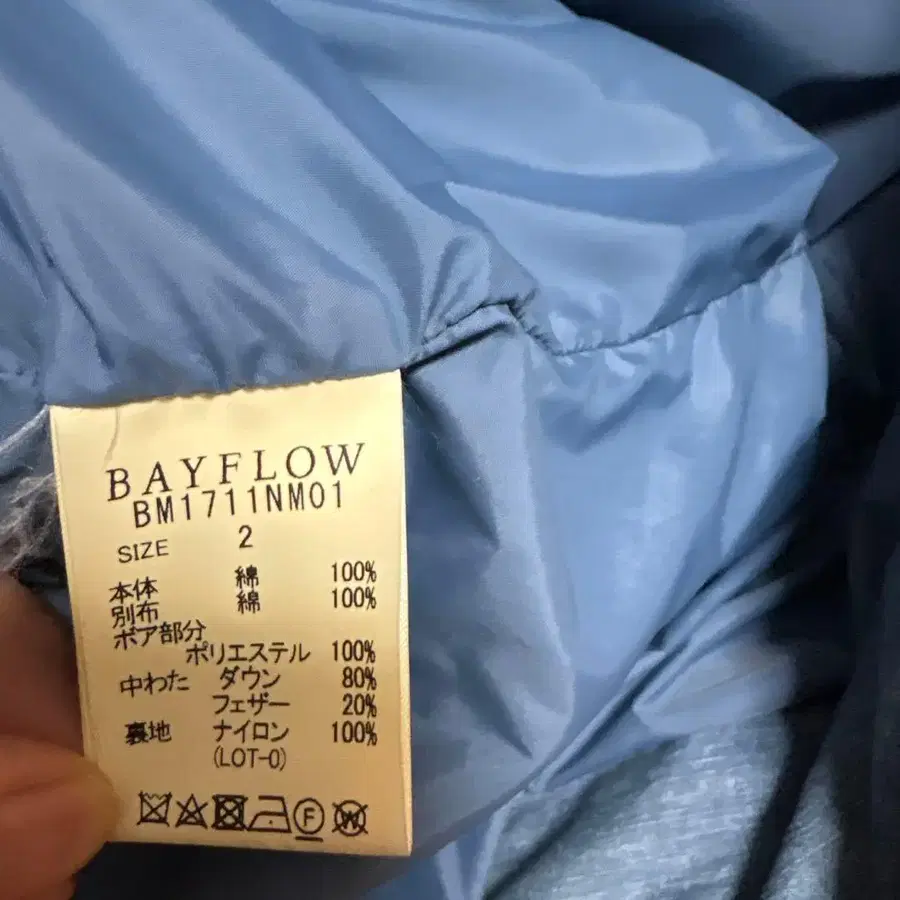 BAYFLOW
BM1711NM01
SIZE 2
本体 綿 100%
別布 綿 100%
ボア部分
ポリエステル 100%
中わた ダウン 80%
フェザー 20%
裏地 ナイロン 100%
(LOT-0)
F W